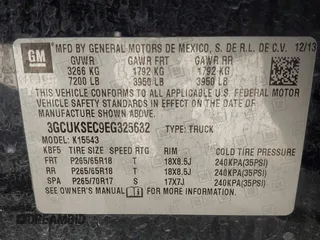 GM
MFD BY GENERAL MOTORS DE MEXICO, S. DE R.L. DE C.V. 12/13
GVWR GAWR FRT GAWR RR
3266 KG 1792 KG 1792 KG
7200 LB 3950 LB 3950 LB
THIS VEHICLE CONFORMS TO ALL APPLICABLE U.S. FEDERAL
MOTOR VEHICLE SAFETY STANDARDS IN EFFECT ON THE DATE OF
MANUFACTURE SHOWN ABOVE.
3GCUKSEC9EG325632 TYPE: TRUCK
K15543
KBF5 TIRE SIZE SPEED RTG RIM COLD TIRE PRESSURE
FRT P265/65R18 T 18X8.5J 240KPA(35PSI)
RR P265/65R18 T 18X8.5J 240KPA(35PSI)
SPA P265/70R17 S 17X7J 240KPA(35PSI)
SEE OWNER'S MANUAL FOR ADDITIONAL INFORMATION.